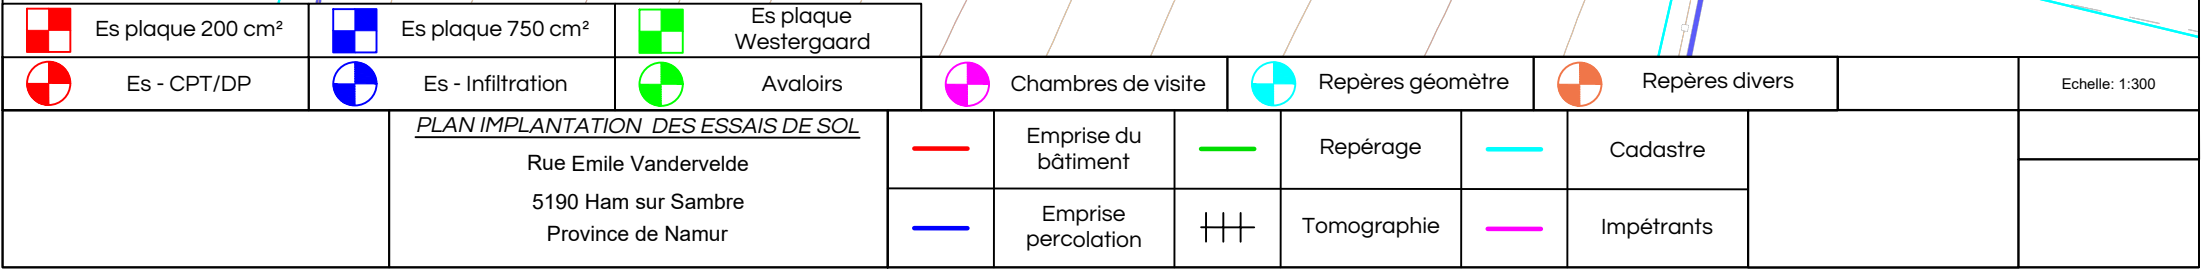 Es plaque 200 cm²
Es plaque 750 cm²
Es plaque
Westergaard
Es - CPT/DP
Es - Infiltration
Avaloirs
Chambres de visite
Repères géomètre
Repères divers
Echelle: 1:300
PLAN IMPLANTATION DES ESSAIS DE SOL
Rue Emile Vandervelde
5190 Ham sur Sambre
Province de Namur
Emprise du
bâtiment
Repérage
Cadastre
Emprise
percolation
Tomographie
Impétrants